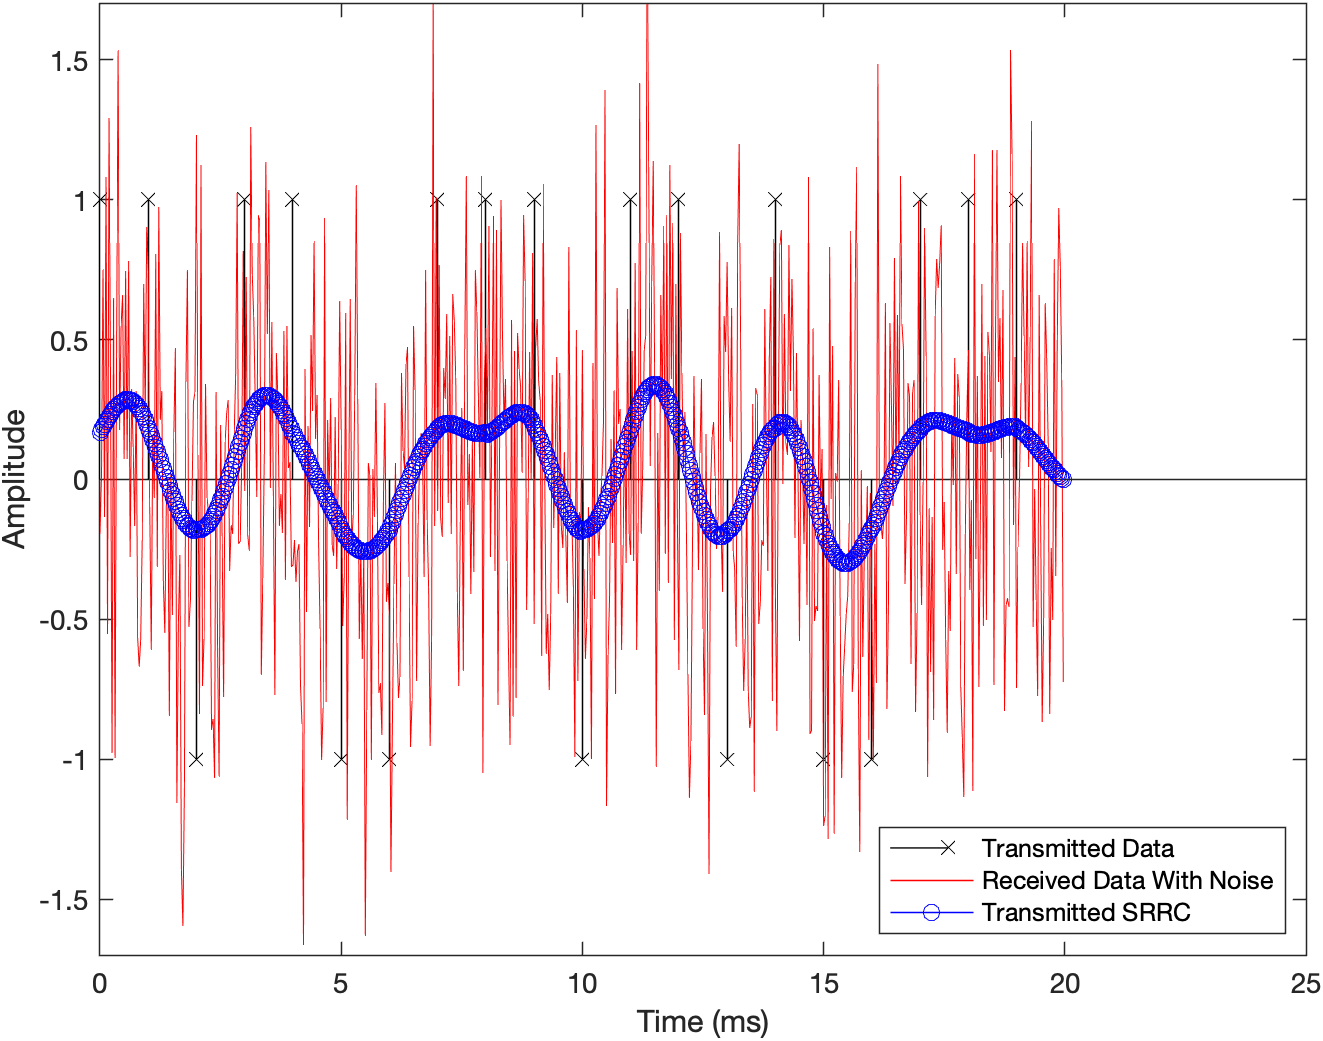 Amplitude
1.5
1
0.5
0
-0.5
-1
-1.5
0 5 10 15 20 25
Time (ms)
Transmitted Data
Received Data With Noise
Transmitted SRRC